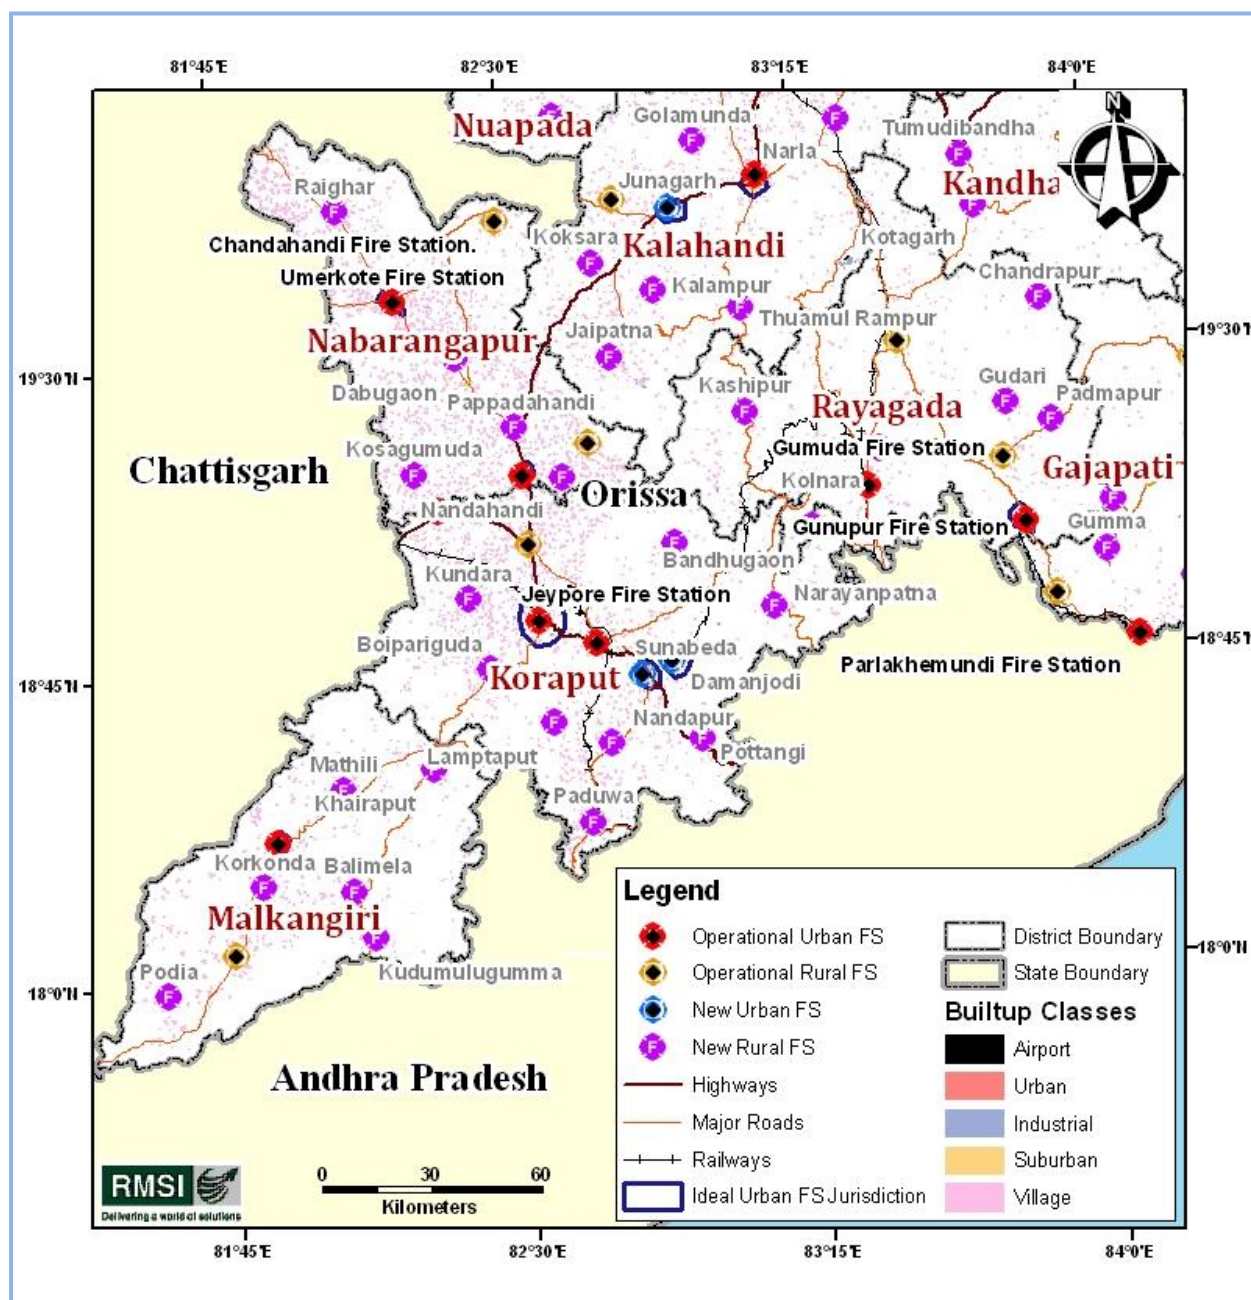 81°45'E 82°30'E 83°15'E 84°0'E
N
Golamunda
Tumudibandha
Nuapada
Narla
Raighar
Junagarh
Kandha
Chandahandi Fire Station.
Koksara
Kalahandi
Kotagarh
Umerkote Fire Station
Kalampur
Chandrapur
Nabarangapur
Jaipatna
Thuamul Rampur
19°30'N
19°30'N
Dabugaon
Pappadahandi
Kashipur
Rayagada
Gudari
Padmapur
Kosagumuda
Gumuda Fire Station
Chattisgarh
Orissa
Kolnara
Gajapati
Nandahandi
Gunupur Fire Station
Gumma
Kundara
Bandhugaon
Jeypore Fire Station
Narayanpatna
Boipariguda
Sunabeda
18°45'N
Koraput
Damanjodi
Parlakhemundi Fire Station
18°45'N
Nandapur
Pottangi
Mathili
Lamptaput
Khairaput
Paduwa
Korkonda
Balimela
Malkangiri
Podia
Kudumulugumma
18°0'N
18°0'N
Andhra Pradesh
Legend
Operational Urban FS
Operational Rural FS
New Urban FS
New Rural FS
Highways
Major Roads
Railways
Ideal Urban FS Jurisdiction
District Boundary
State Boundary
Builtup Classes
Airport
Urban
Industrial
Suburban
Village
RMSI
Delivering a world of solutions
0 30 60
Kilometers
81°45'E 82°30'E 83°15'E 84°0'E